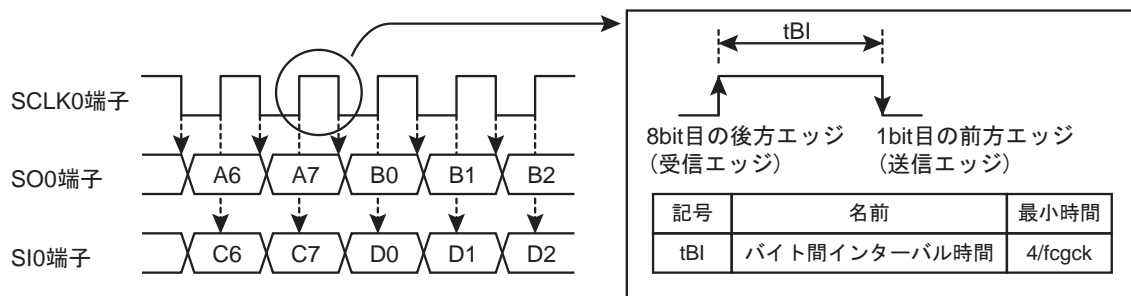 SCLK0端子
SO0端子
A6 A7 B0 B1 B2
SI0端子
C6 C7 D0 D1 D2
tBI
8bit目の後方エッジ
(受信エッジ)
1bit目の前方エッジ
(送信エッジ)
記号 名前 最小時間
tBI バイト間インターバル時間 4/fcgck